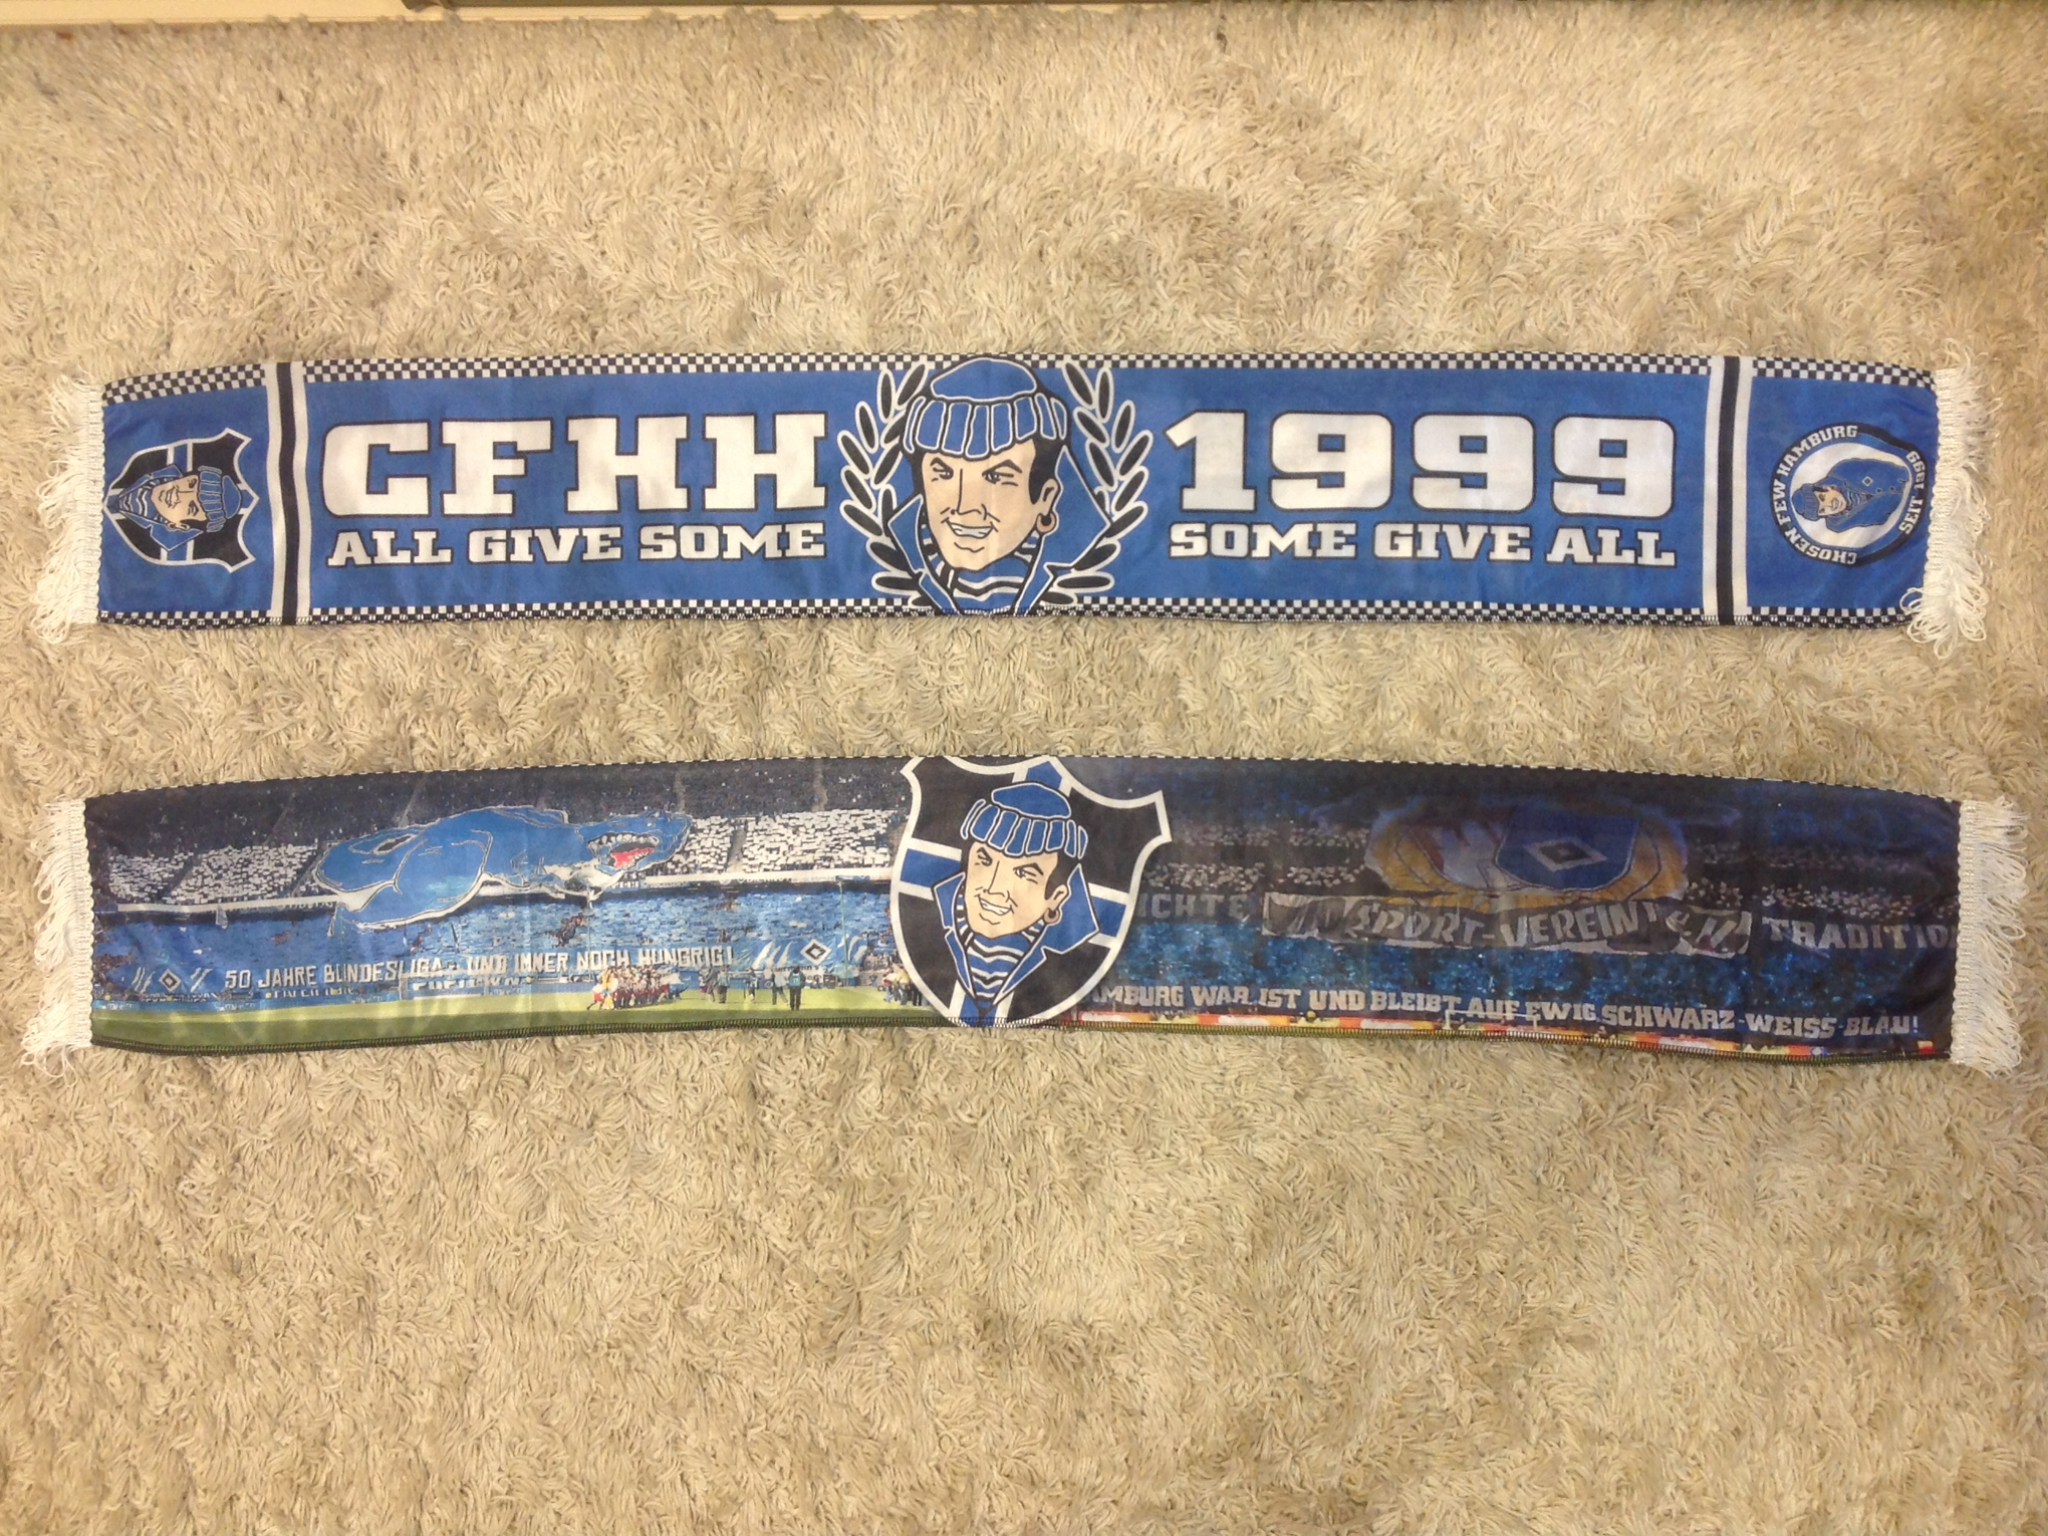 CFHH 1999
ALL GIVE SOME SOME GIVE ALL
CHOSEN FEW HAMBURG
SEIT 1999
50 JAHRE BUNDESLIGA - UND IMMER NOCH HUNGRIG!
SPORT-VEREIN e.V.
TRADITIO
AMBURG WAR, IST UND BLEIBT AUF EWIG SCHWARZ-WEISS-BLAU!